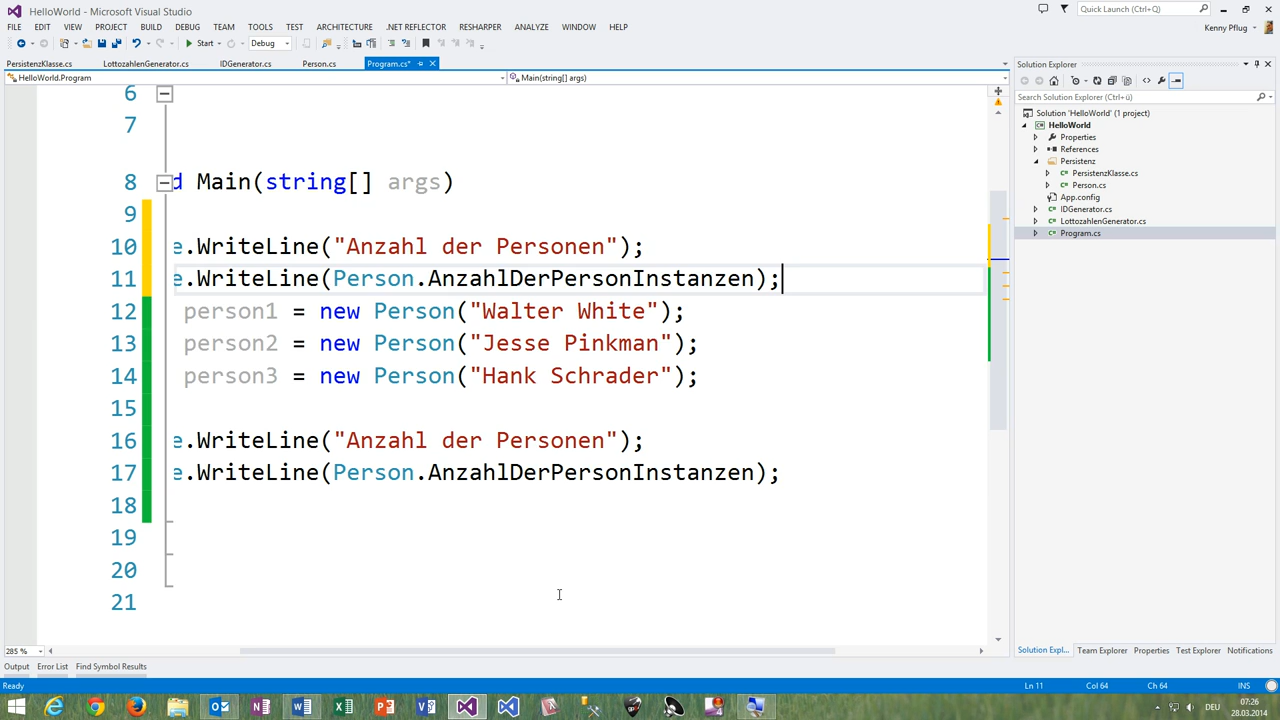 HelloWorld - Microsoft Visual Studio
Quick Launch (Ctrl+Q)
FILE EDIT VIEW PROJECT BUILD DEBUG TEAM TOOLS TEST ARCHITECTURE .NET REFLECTOR RESHARPER ANALYZE WINDOW HELP
Kenny Pflug
Start Debug
PersistenzKlasse.cs LottozahlenGenerator.cs IDGenerator.cs Person.cs Program.cs*
HelloWorld.Program Main(string[] args)
6
7
8 d Main(string[] args)
9
10 e.WriteLine("Anzahl der Personen");
11 e.WriteLine(Person.AnzahlDerPersonInstanzen);
12 person1 = new Person("Walter White");
13 person2 = new Person("Jesse Pinkman");
14 person3 = new Person("Hank Schrader");
15
16 e.WriteLine("Anzahl der Personen");
17 e.WriteLine(Person.AnzahlDerPersonInstanzen);
18
19
20
21
285 %
Solution Explorer
Search Solution Explorer (Ctrl+ü)
Solution 'HelloWorld' (1 project)
HelloWorld
Properties
References
Persistenz
PersistenzKlasse.cs
Person.cs
App.config
IDGenerator.cs
LottozahlenGenerator.cs
Program.cs
Solution Expl... Team Explorer Properties Test Explorer Notifications
Output Error List Find Symbol Results
Ready Ln 11 Col 64 Ch 64 INS
DEU
07:26
28.03.2014